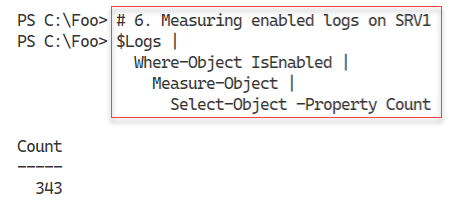 PS C:\Foo> # 6. Measuring enabled logs on SRV1
PS C:\Foo> $Logs |
Where-Object IsEnabled |
Measure-Object |
Select-Object -Property Count
Count
-----
343